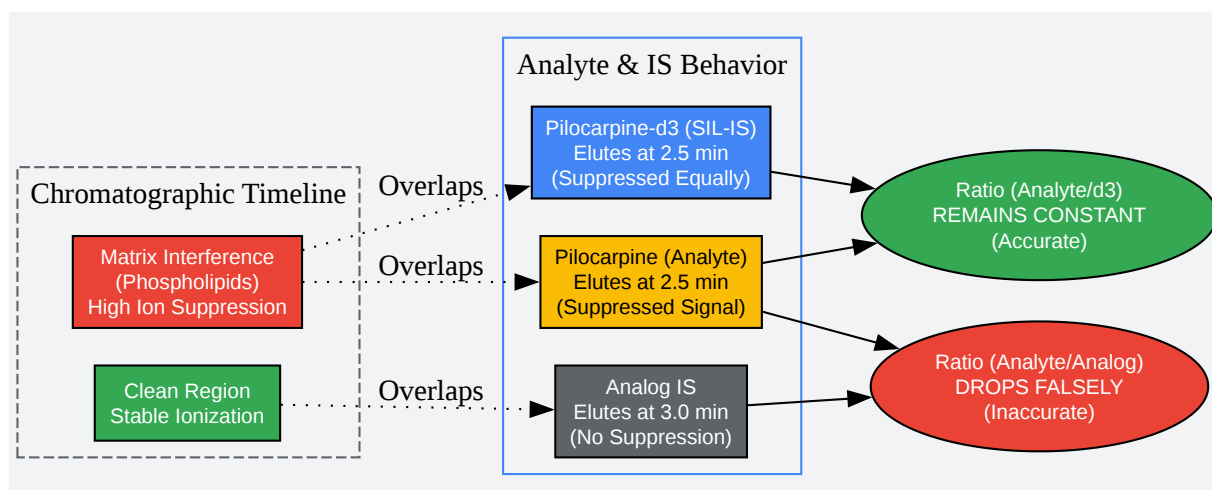 Chromatographic Timeline
Matrix Interference
(Phospholipids)
High Ion Suppression
Clean Region
Stable Ionization
Overlaps
Overlaps
Overlaps
Analyte & IS Behavior
Pilocarpine-d3 (SIL-IS)
Elutes at 2.5 min
(Suppressed Equally)
Pilocarpine (Analyte)
Elutes at 2.5 min
(Suppressed Signal)
Analog IS
Elutes at 3.0 min
(No Suppression)
Ratio (Analyte/d3)
REMAINS CONSTANT
(Accurate)
Ratio (Analyte/Analog)
DROPS FALSELY
(Inaccurate)